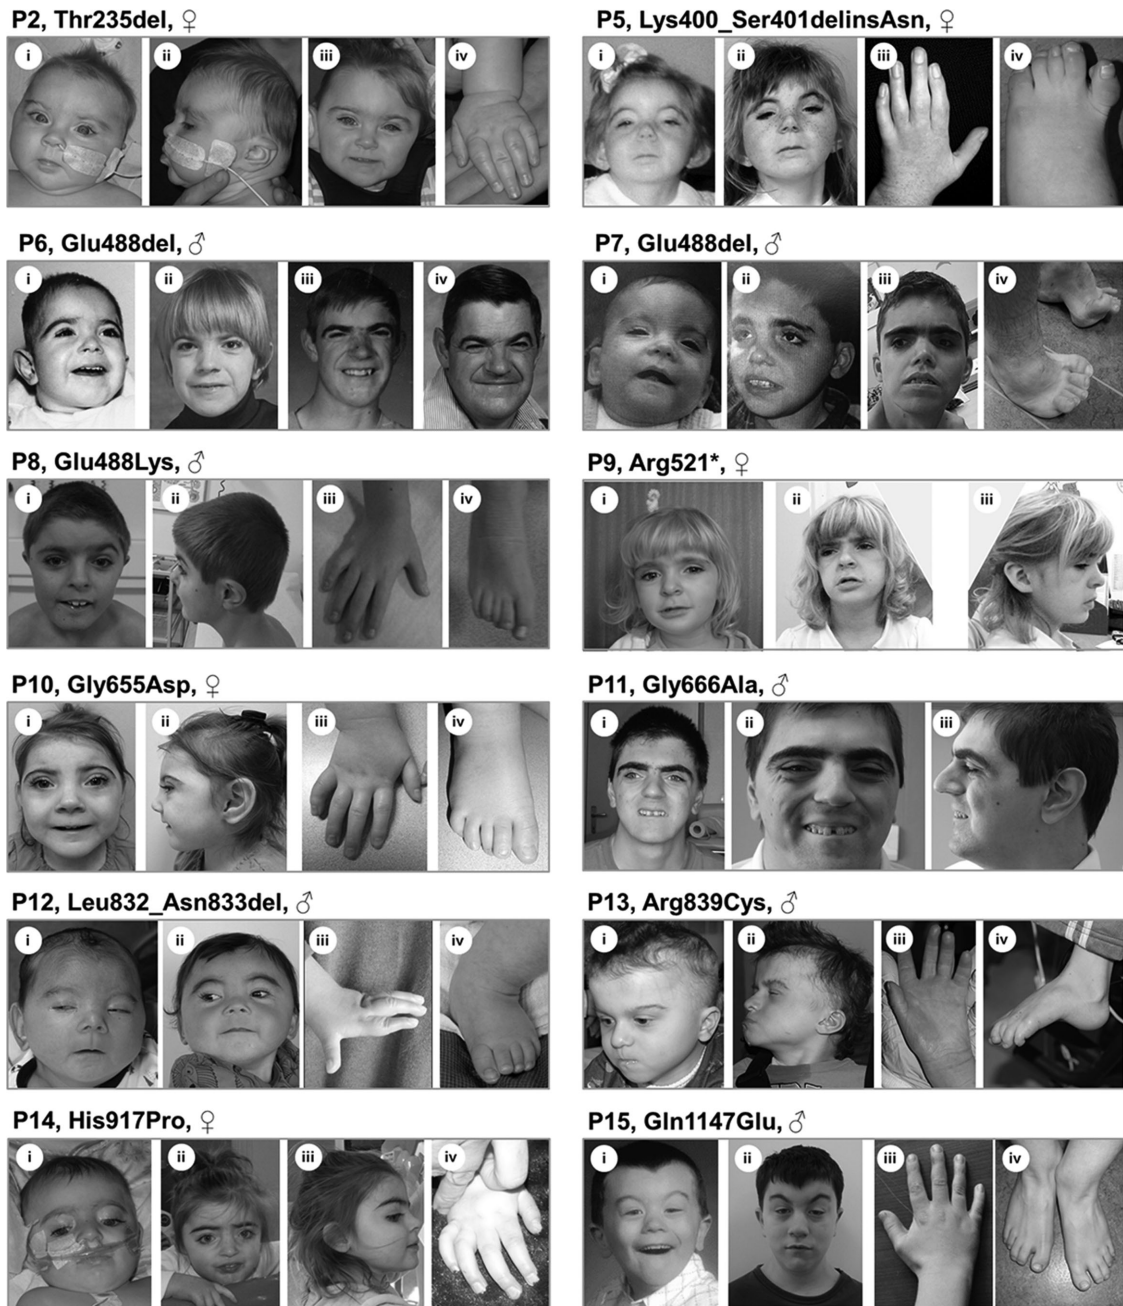 P2, Thr235del, ♀
i ii iii iv
P5, Lys400_Ser401delinsAsn, ♀
i ii iii iv
P6, Glu488del, ♂
i ii iii iv
P7, Glu488del, ♂
i ii iii iv
P8, Glu488Lys, ♂
i ii iii iv
P9, Arg521*, ♀
i ii iii
P10, Gly655Asp, ♀
i ii iii iv
P11, Gly666Ala, ♂
i ii iii
P12, Leu832_Asn833del, ♂
i ii iii iv
P13, Arg839Cys, ♂
i ii iii iv
P14, His917Pro, ♀
i ii iii iv
P15, Gln1147Glu, ♂
i ii iii iv